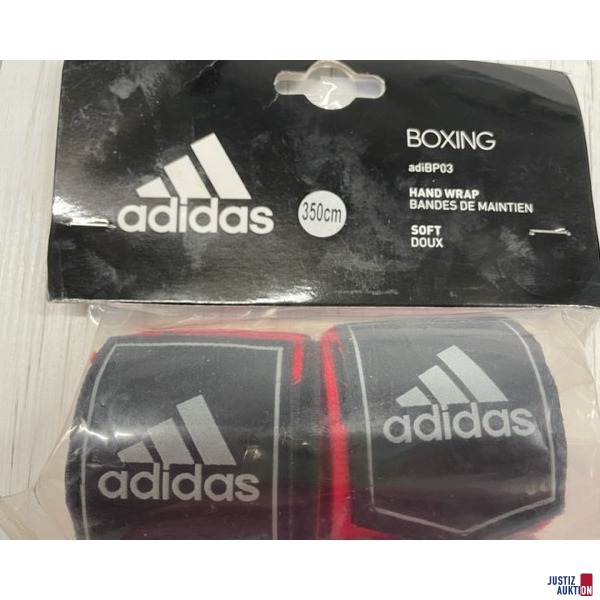 adidas
350cm
BOXING
adiBP03
HAND WRAP
BANDES DE MAINTIEN
SOFT
DOUX
adidas
adidas
JUSTIZ
AUKTION